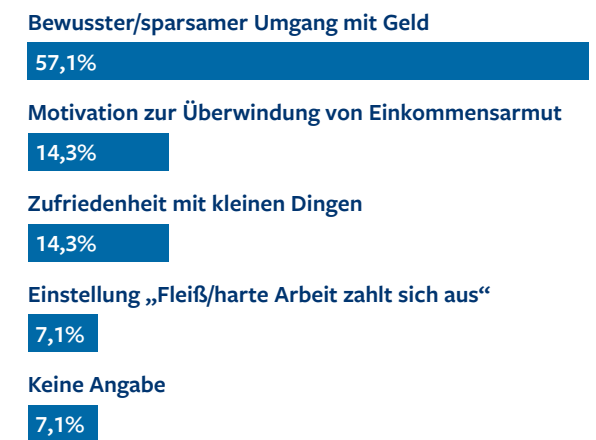 Bewusster/sparsamer Umgang mit Geld
57,1%
Motivation zur Überwindung von Einkommensarmut
14,3%
Zufriedenheit mit kleinen Dingen
14,3%
Einstellung „Fleiß/harte Arbeit zahlt sich aus“
7,1%
Keine Angabe
7,1%